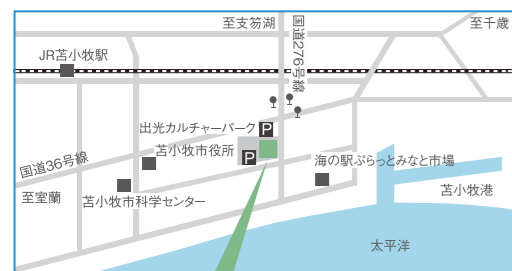 至支笏湖
国道276号線
至千歳
JR苫小牧駅
出光カルチャーパーク
P
苫小牧市役所
P
国道36号線
海の駅ぷらっとみなと市場
至室蘭
苫小牧市科学センター
苫小牧港
太平洋